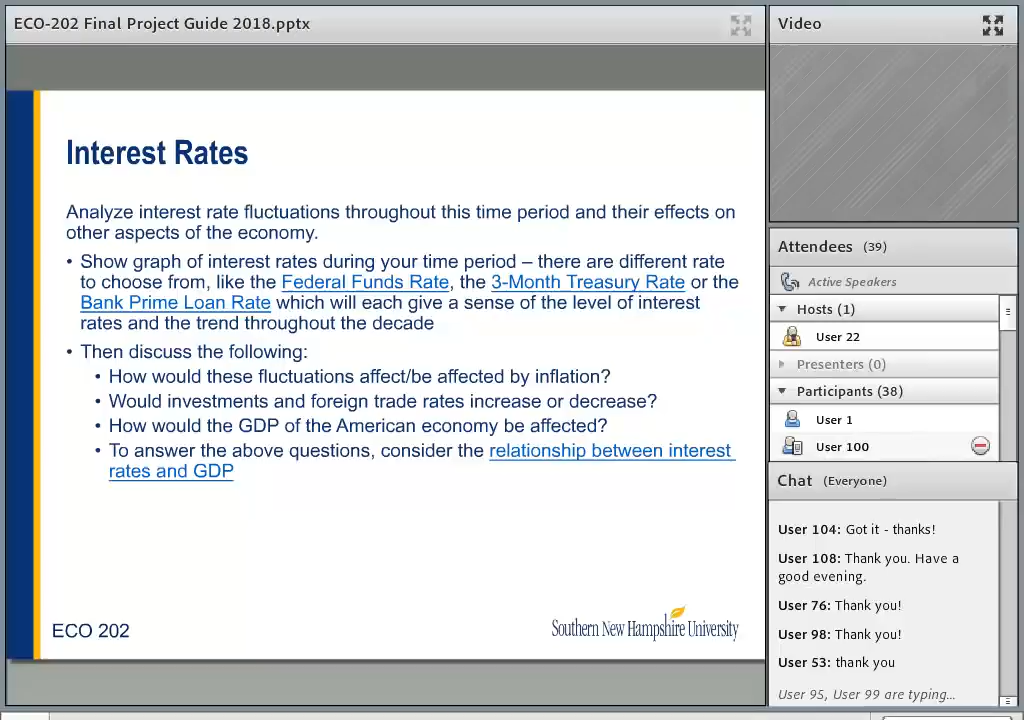 ECO-202 Final Project Guide 2018.pptx
Interest Rates
Analyze interest rate fluctuations throughout this time period and their effects on
other aspects of the economy.
• Show graph of interest rates during your time period – there are different rate
to choose from, like the Federal Funds Rate, the 3-Month Treasury Rate or the
Bank Prime Loan Rate which will each give a sense of the level of interest
rates and the trend throughout the decade
• Then discuss the following:
• How would these fluctuations affect/be affected by inflation?
• Would investments and foreign trade rates increase or decrease?
• How would the GDP of the American economy be affected?
• To answer the above questions, consider the relationship between interest
rates and GDP
ECO 202
Southern New Hampshire University
Video
Attendees (39)
Active Speakers
Hosts (1)
User 22
Presenters (0)
Participants (38)
User 1
User 100
Chat (Everyone)
User 104: Got it - thanks!
User 108: Thank you. Have a
good evening.
User 76: Thank you!
User 98: Thank you!
User 53: thank you
User 95, User 99 are typing...